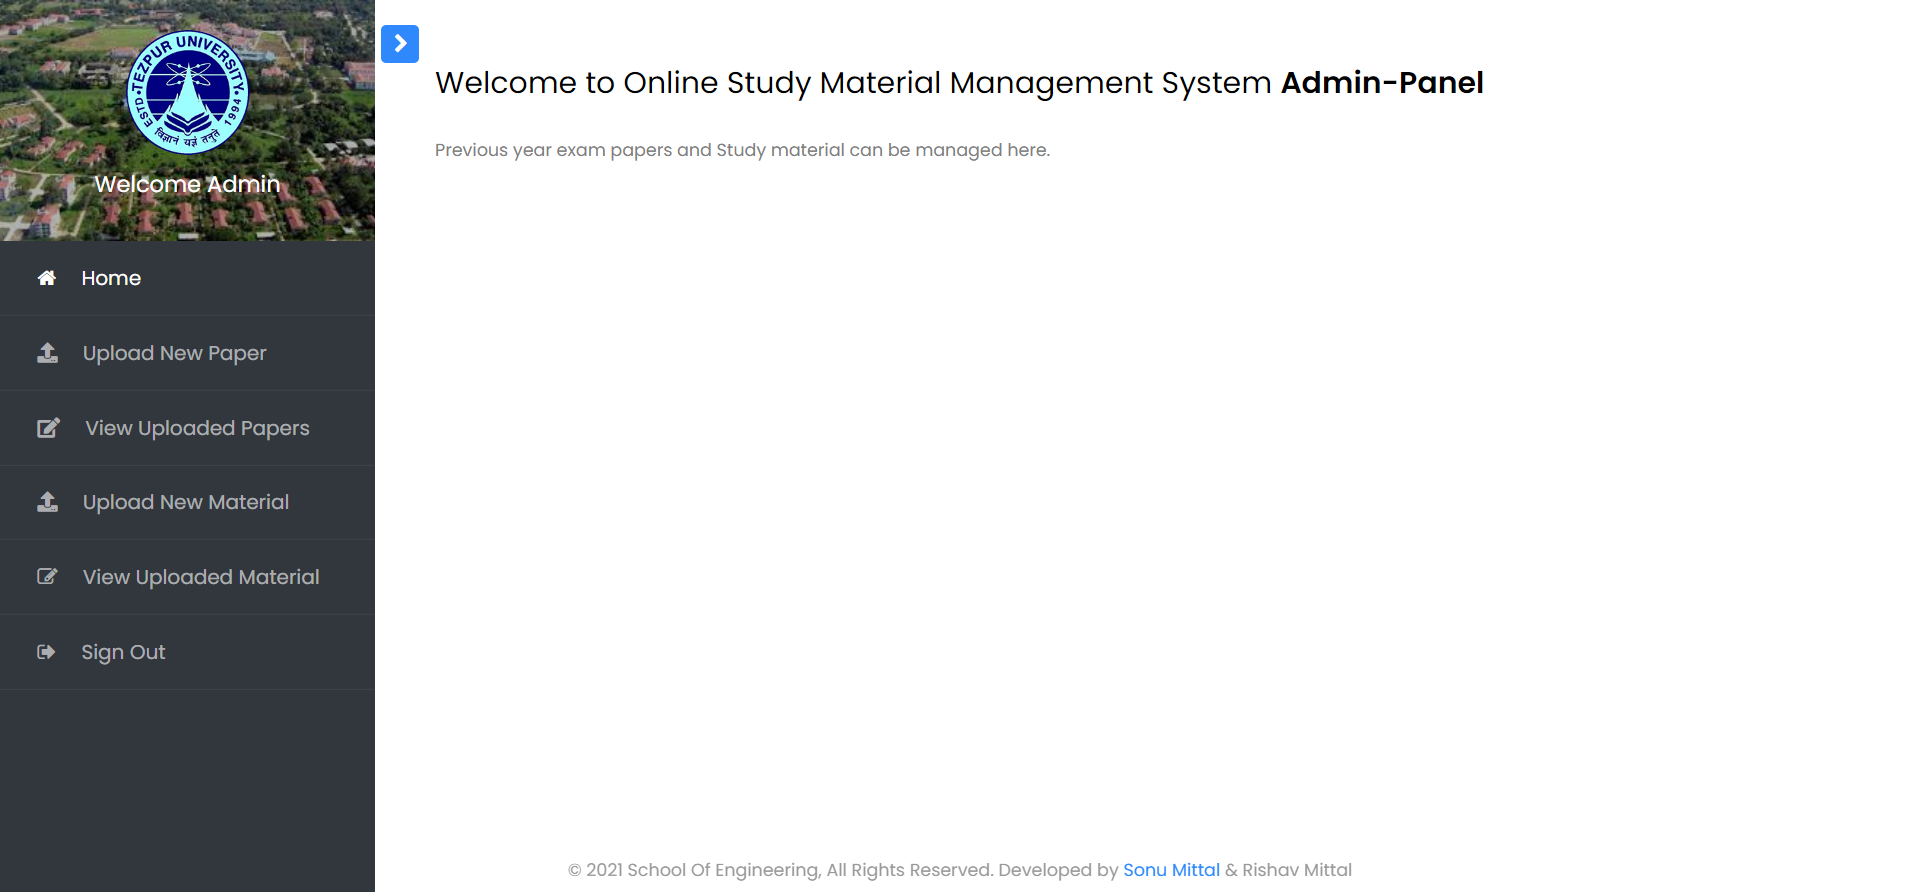 TEZPUR UNIVERSITY
ESTD
1994
विज्ञानं यज्ञं तनुते
Welcome Admin
Home
Upload New Paper
View Uploaded Papers
Upload New Material
View Uploaded Material
Sign Out
Welcome to Online Study Material Management System Admin-Panel
Previous year exam papers and Study material can be managed here.
© 2021 School Of Engineering, All Rights Reserved. Developed by Sonu Mittal & Rishav Mittal